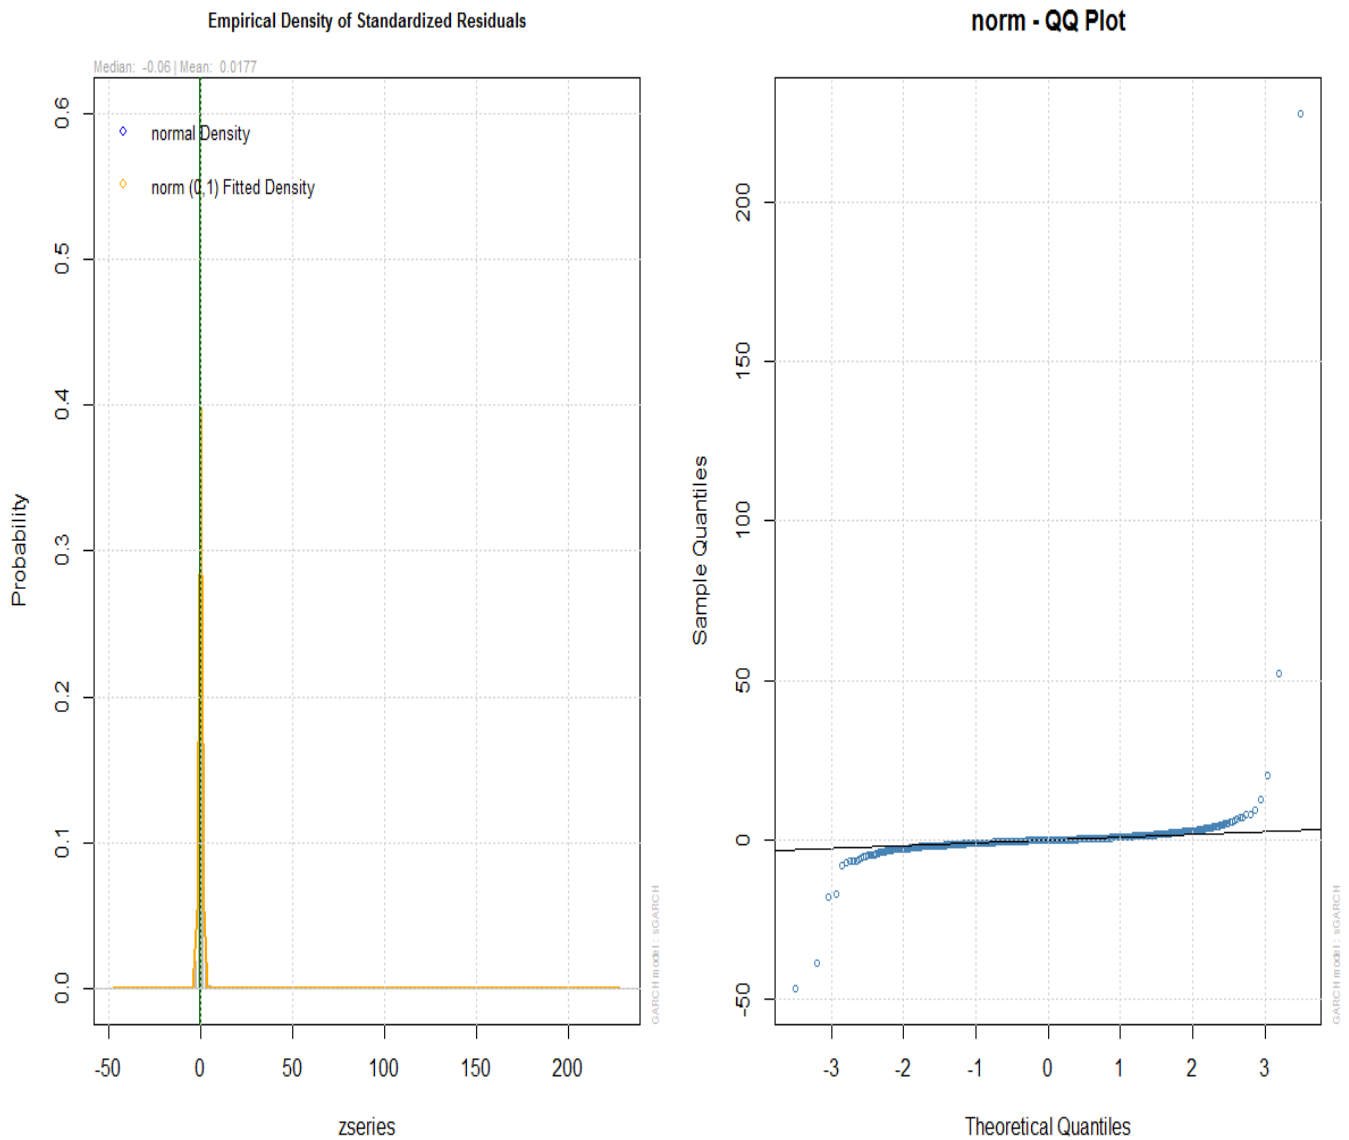 Empirical Density of Standardized Residuals
Median: -0.06 | Mean: 0.0177
normal Density
norm (0,1) Fitted Density
Probability
0.0
0.1
0.2
0.3
0.4
0.5
0.6
-50
0
50
100
150
200
zseries
GARCH model : sGARCH
norm - QQ Plot
Sample Quantiles
-50
0
50
100
150
200
-3
-2
-1
0
1
2
3
Theoretical Quantiles
GARCH model : sGARCH